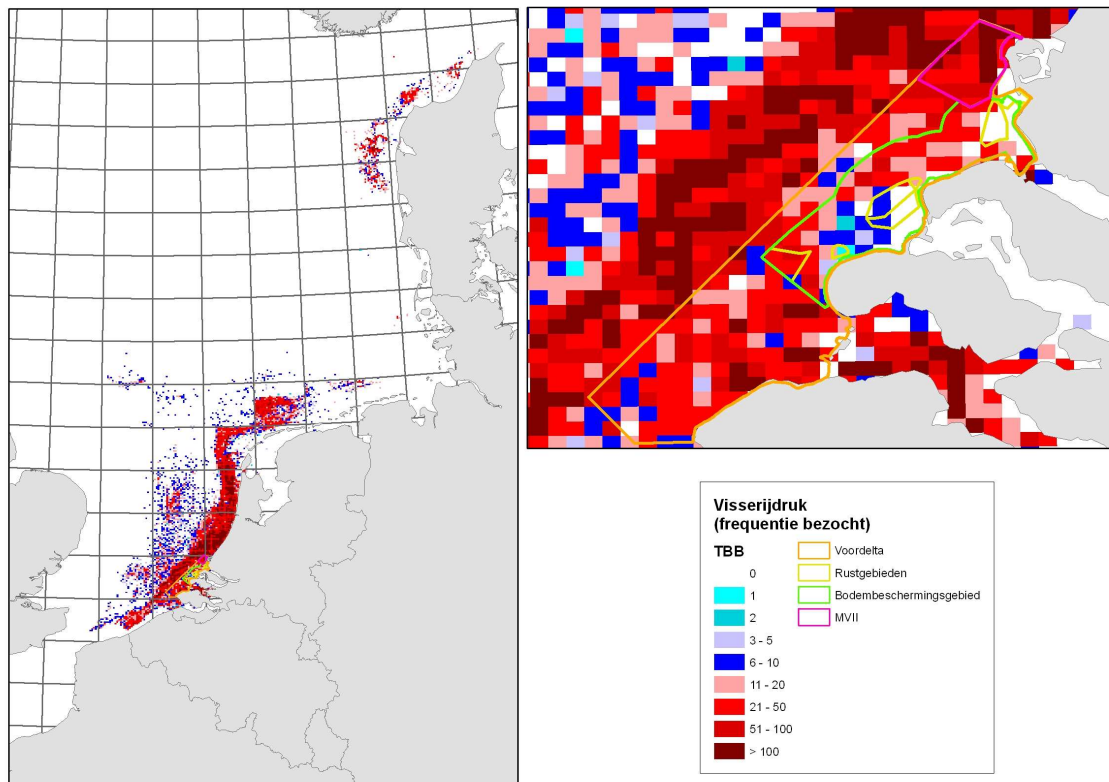 Visserijdruk
(frequentie bezocht)
TBB
0
1
2
3 - 5
6 - 10
11 - 20
21 - 50
51 - 100
> 100
Voordelta
Rustgebieden
Bodembeschermingsgebied
MVII